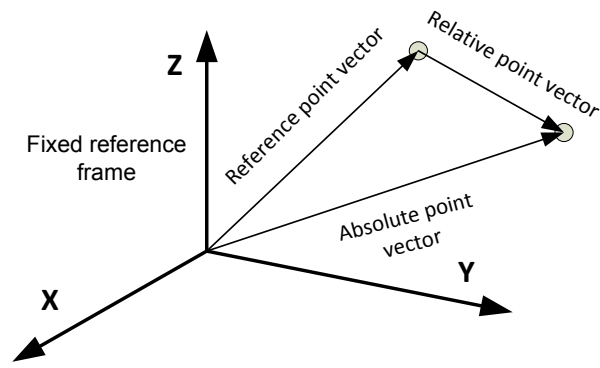 Z
Fixed reference
frame
Reference point vector
Relative point vector
Absolute point
vector
X
Y